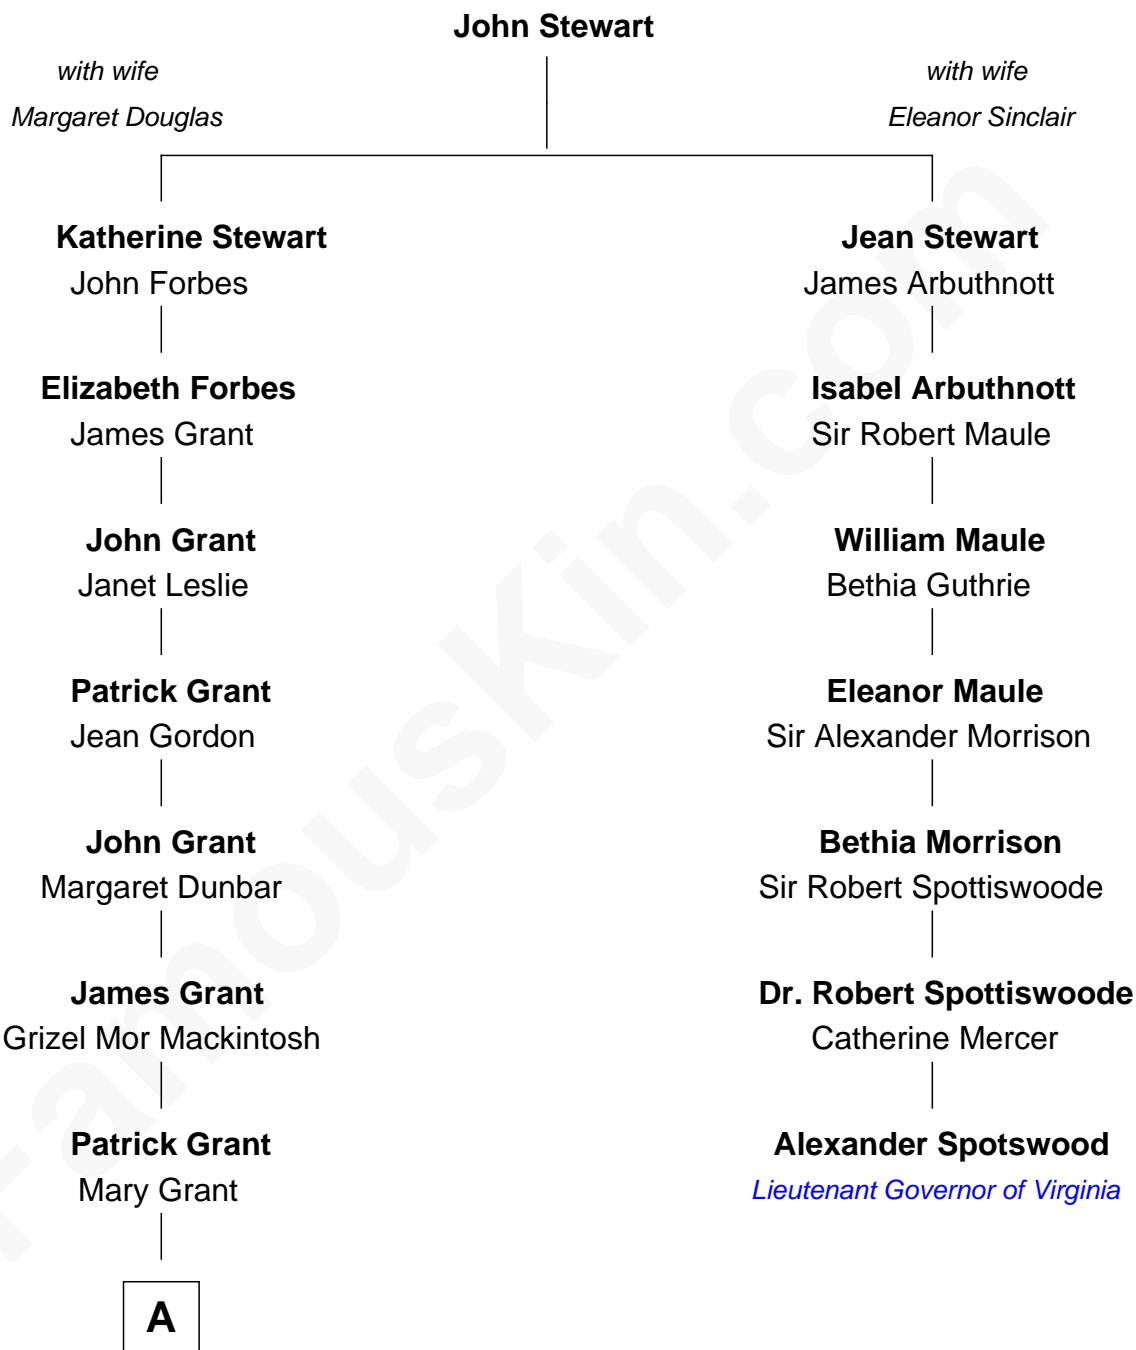 John Stewart
with wife
Margaret Douglas
with wife
Eleanor Sinclair
Katherine Stewart
John Forbes
Jean Stewart
James Arbuthnott
Elizabeth Forbes
James Grant
Isabel Arbuthnott
Sir Robert Maule
John Grant
Janet Leslie
William Maule
Bethia Guthrie
Patrick Grant
Jean Gordon
Eleanor Maule
Sir Alexander Morrison
John Grant
Margaret Dunbar
Bethia Morrison
Sir Robert Spottiswoode
James Grant
Grizel Mor Mackintosh
Dr. Robert Spottiswoode
Catherine Mercer
Patrick Grant
Mary Grant
Alexander Spotswood
Lieutenant Governor of Virginia
A
FamousKin.com